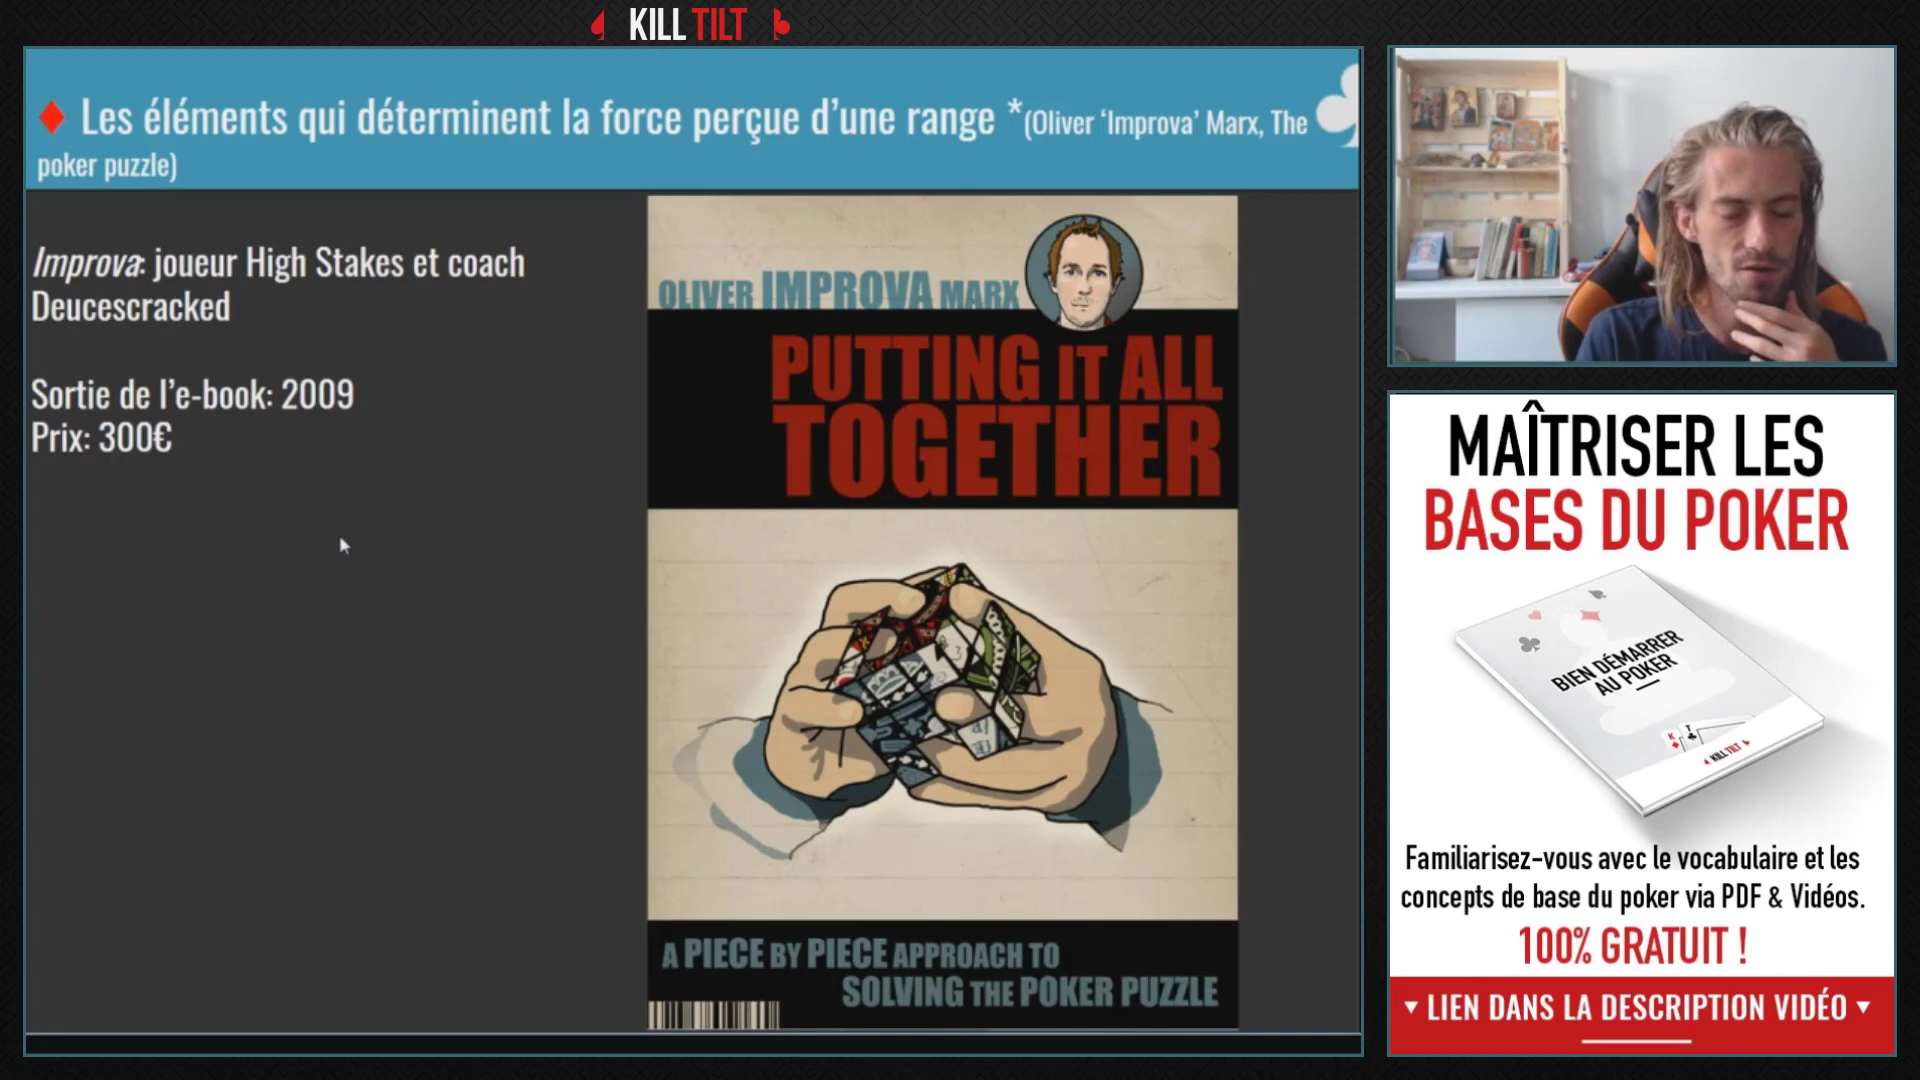 KILL TILT
Les éléments qui déterminent la force perçue d'une range *(Oliver 'Improva' Marx, The
poker puzzle)
Improva: joueur High Stakes et coach
Deucescracked
Sortie de l'e-book: 2009
Prix: 300€
OLIVER IMPROVA MARX
PUTTING IT ALL
TOGETHER
A PIECE BY PIECE APPROACH TO
SOLVING THE POKER PUZZLE
MAÎTRISER LES
BASES DU POKER
BIEN DÉMARRER
AU POKER
K T
KILL TILT
Familiarisez-vous avec le vocabulaire et les
concepts de base du poker via PDF & Vidéos.
100% GRATUIT !
LIEN DANS LA DESCRIPTION VIDÉO